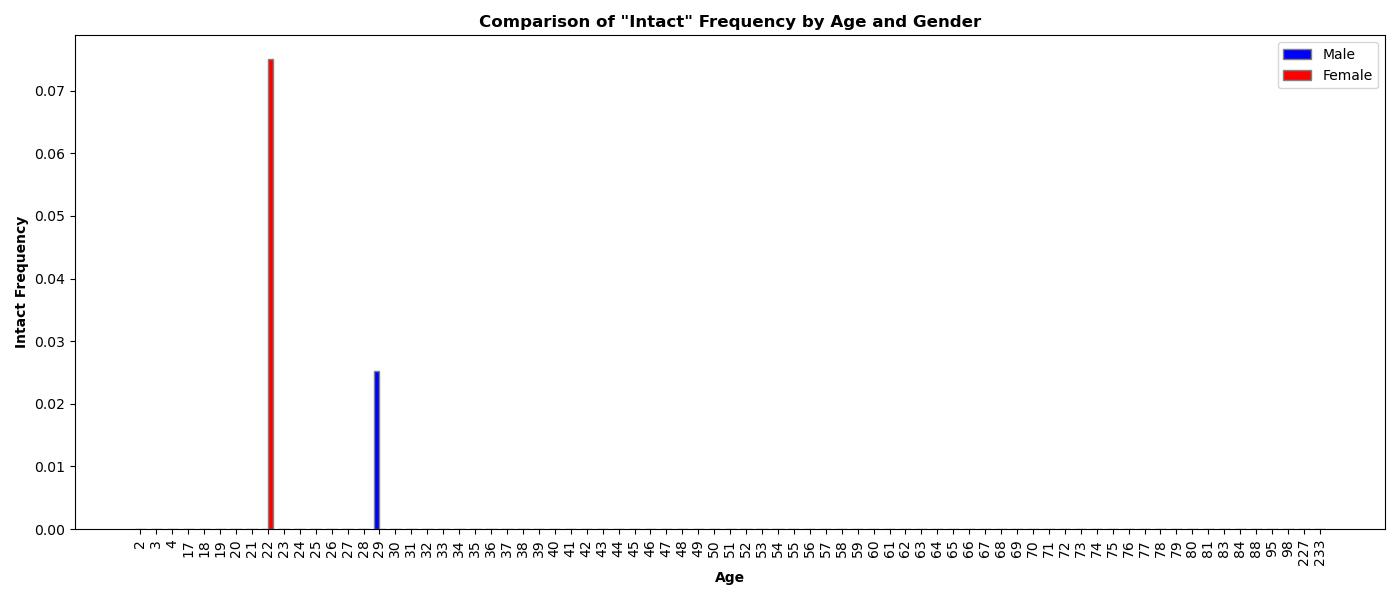 Comparison of "Intact" Frequency by Age and Gender
Male
Female
Intact Frequency
0.07
0.06
0.05
0.04
0.03
0.02
0.01
0.00
2 3 4 17 18 19 20 21 22 23 24 25 26 27 28 29 30 31 32 33 34 35 36 37 38 39 40 41 42 43 44 45 46 47 48 49 50 51 52 53 54 55 56 57 58 59 60 61 62 63 64 65 66 67 68 69 70 71 72 73 74 75 76 77 78 79 80 81 83 84 88 95 98 227 233
Age